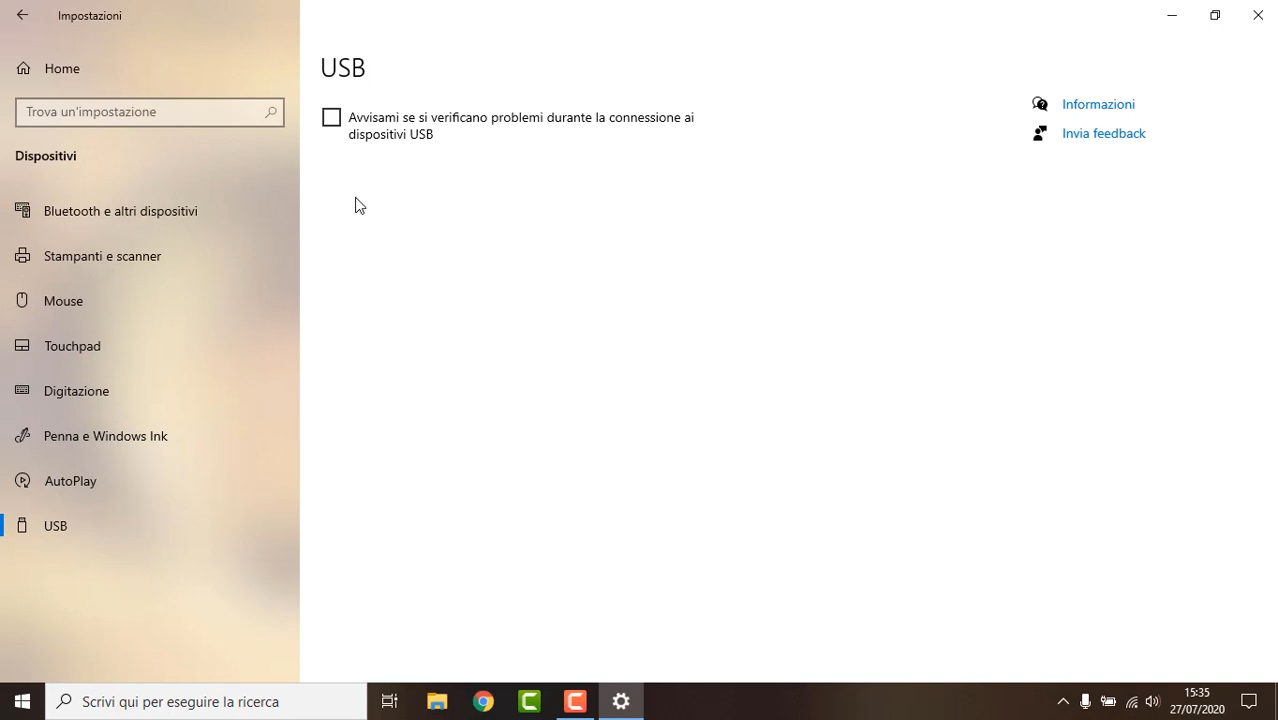 Impostazioni
Home
Trova un'impostazione
Dispositivi
Bluetooth e altri dispositivi
Stampanti e scanner
Mouse
Touchpad
Digitazione
Penna e Windows Ink
AutoPlay
USB
USB
Avvisami se si verificano problemi durante la connessione ai
dispositivi USB
Informazioni
Invia feedback
Scrivi qui per eseguire la ricerca
15:35
27/07/2020